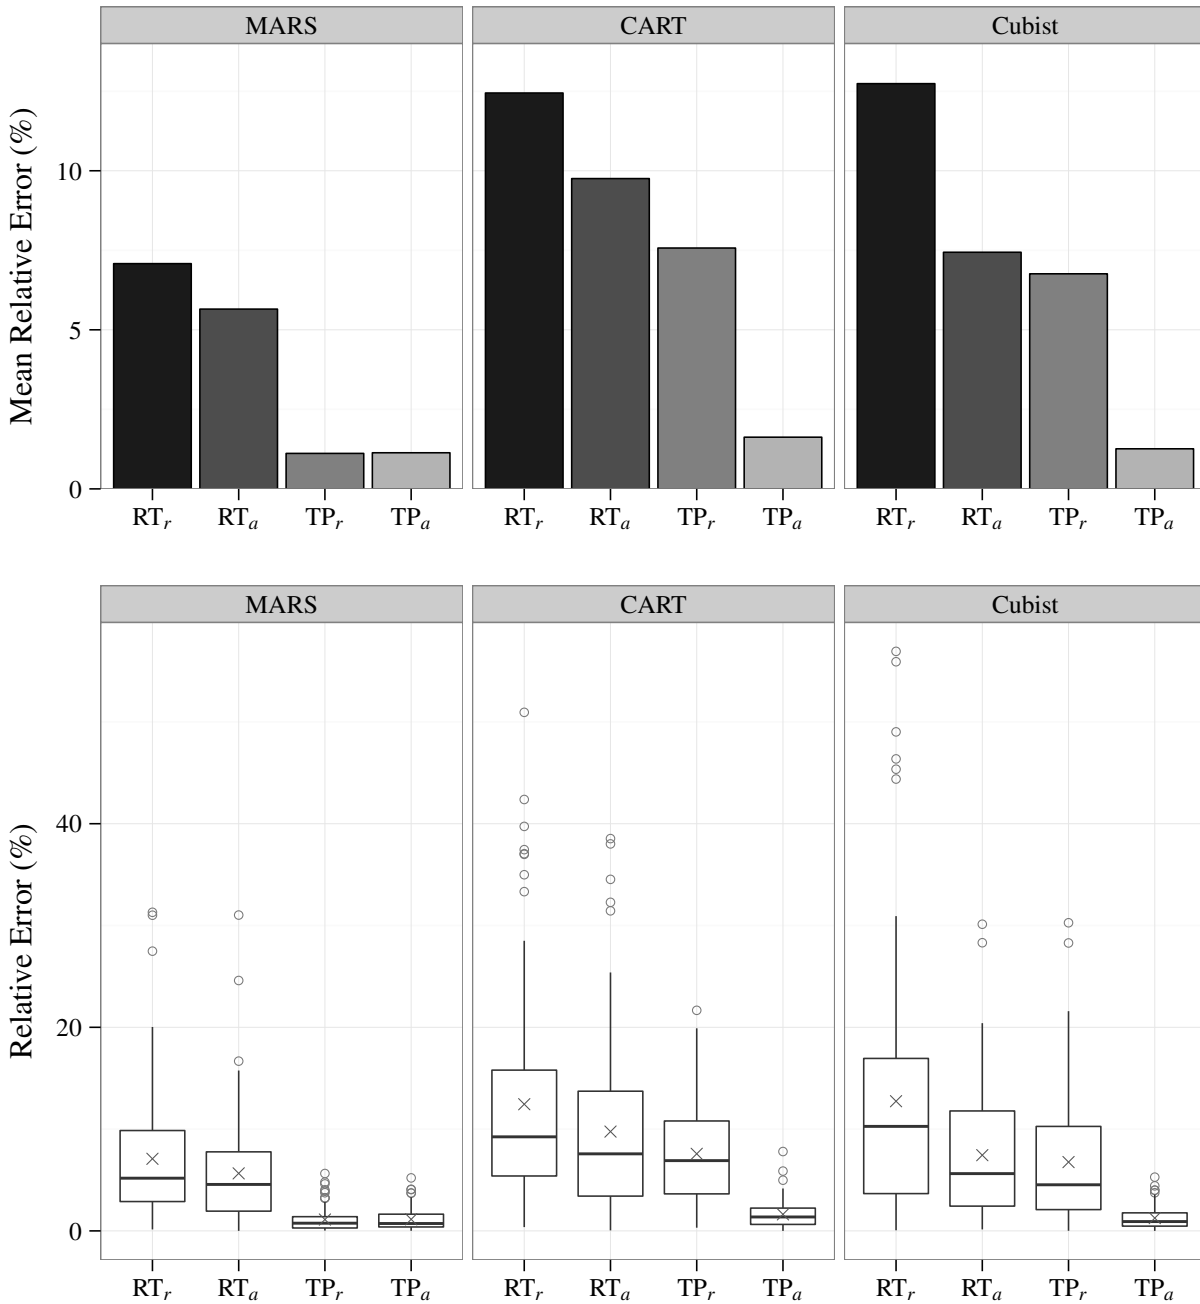 MARS CART Cubist
Mean Relative Error (%)
10
5
0
RTr RTa TPr TPa RTr RTa TPr TPa RTr RTa TPr TPa
MARS CART Cubist
Relative Error (%)
40
20
0
RTr RTa TPr TPa RTr RTa TPr TPa RTr RTa TPr TPa